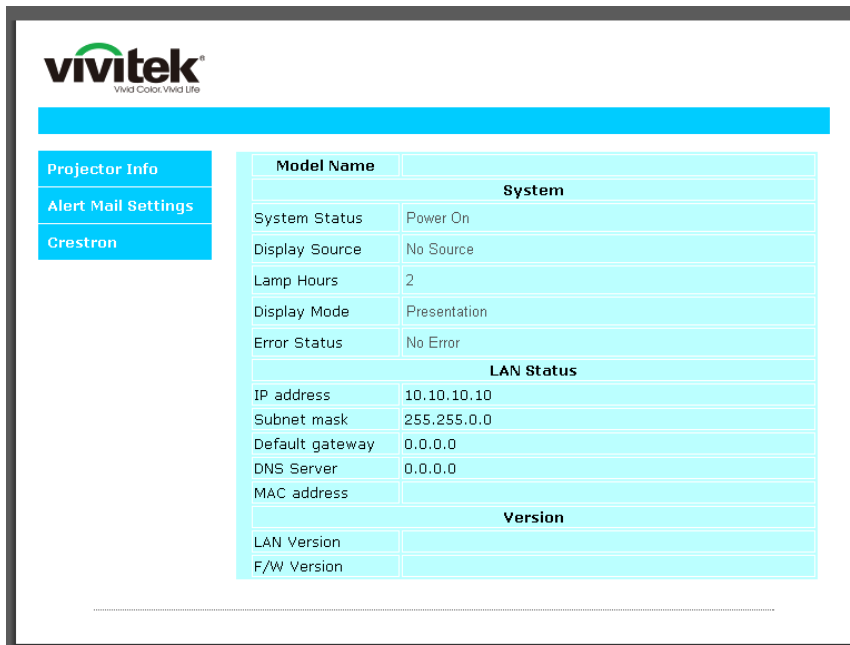 vivitek®
Vivid Color, Vivid Life
Projector Info
Alert Mail Settings
Crestron
Model Name
System
System Status Power On
Display Source No Source
Lamp Hours 2
Display Mode Presentation
Error Status No Error
LAN Status
IP address 10.10.10.10
Subnet mask 255.255.0.0
Default gateway 0.0.0.0
DNS Server 0.0.0.0
MAC address
Version
LAN Version
F/W Version